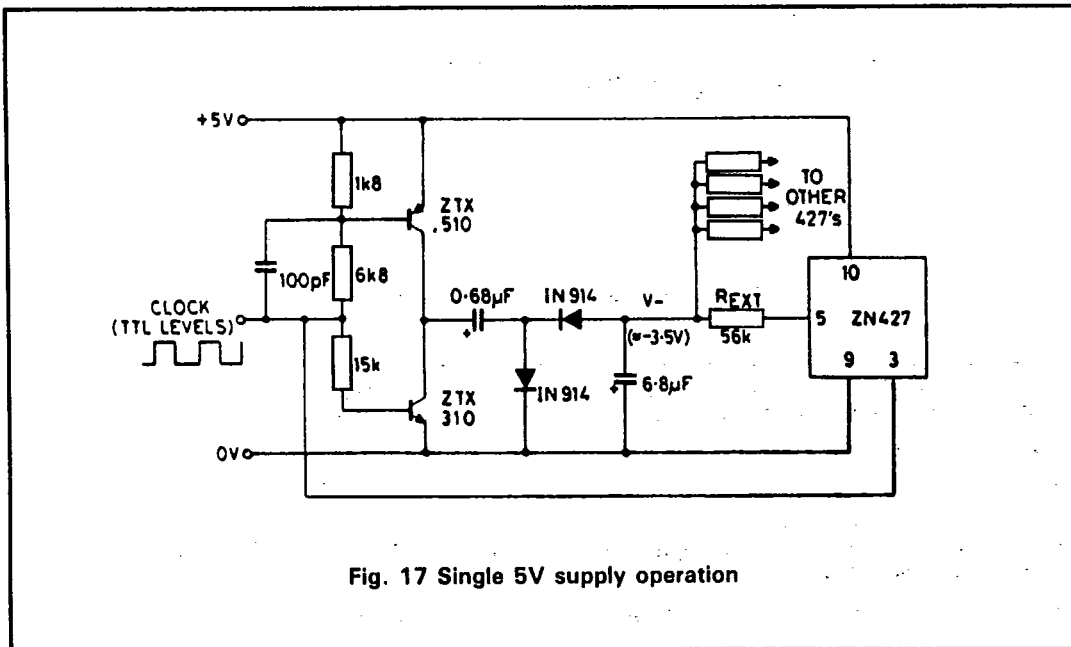 +5V
1k8
ZTX
.510
100pF
6k8
CLOCK
(TTL LEVELS)
15k
ZTX
310
0V
0·68µF
+
IN914
IN914
V-
(≈-3·5V)
+
6·8µF
TO
OTHER
427's
REXT
56k
10
5
ZN427
9
3
Fig. 17 Single 5V supply operation